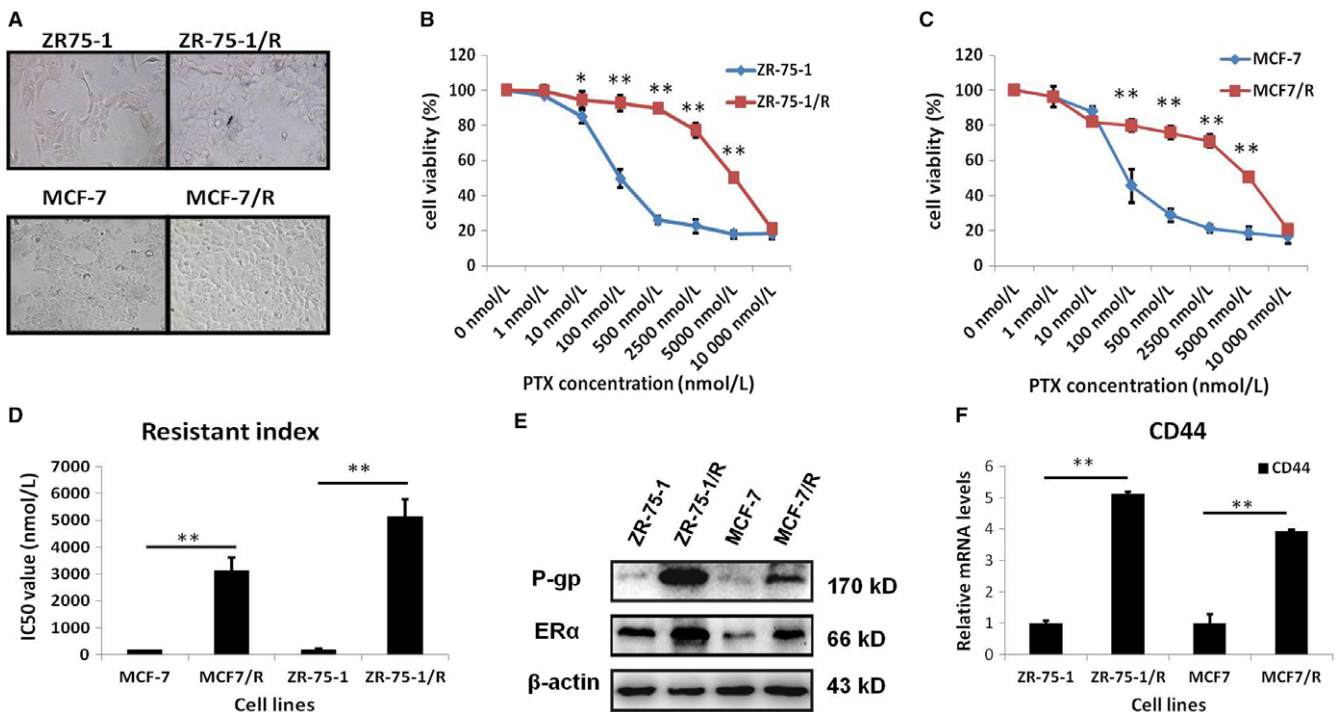 A
ZR75-1 ZR-75-1/R
MCF-7 MCF-7/R
B
120
100
80
60
40
20
0
cell viablity (%)
* ** ** ** **
ZR-75-1
ZR-75-1/R
0 nmol/L
1 nmol/L
10 nmol/L
100 nmol/L
500 nmol/L
2500 nmol/L
5000 nmol/L
10 000 nmol/L
PTX concentration (nmol/L)
C
120
100
80
60
40
20
0
cell viablity (%)
** ** ** **
MCF-7
MCF7/R
0 nmol/L
1 nmol/L
10 nmol/L
100 nmol/L
500 nmol/L
2500 nmol/L
5000 nmol/L
10 000 nmol/L
PTX concentration (nmol/L)
D
Resistant index
7000
6000
5000
4000
3000
2000
1000
0
IC50 value (nmol/L)
** **
MCF-7 MCF7/R ZR-75-1 ZR-75-1/R
Cell lines
E
ZR-75-1 ZR-75-1/R MCF-7 MCF-7/R
P-gp 170 kD
ERα 66 kD
β-actin 43 kD
F
CD44
6
5
4
3
2
1
0
Relative mRNA levels
** **
CD44
ZR-75-1 ZR-75-1/R MCF7 MCF7/R
Cell lines